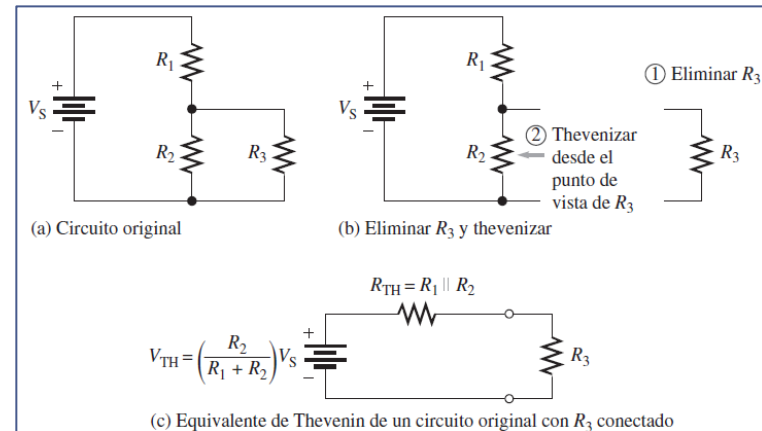 R1
+
VS
−
R2
R3
(a) Circuito original
R1
+
VS
−
R2
① Eliminar R3
② Thevenizar
desde el
punto de
vista de R3
R3
(b) Eliminar R3 y thevenizar
RTH = R1 || R2
+
VTH = (R2 / R1 + R2) VS
−
R3
(c) Equivalente de Thevenin de un circuito original con R3 conectado